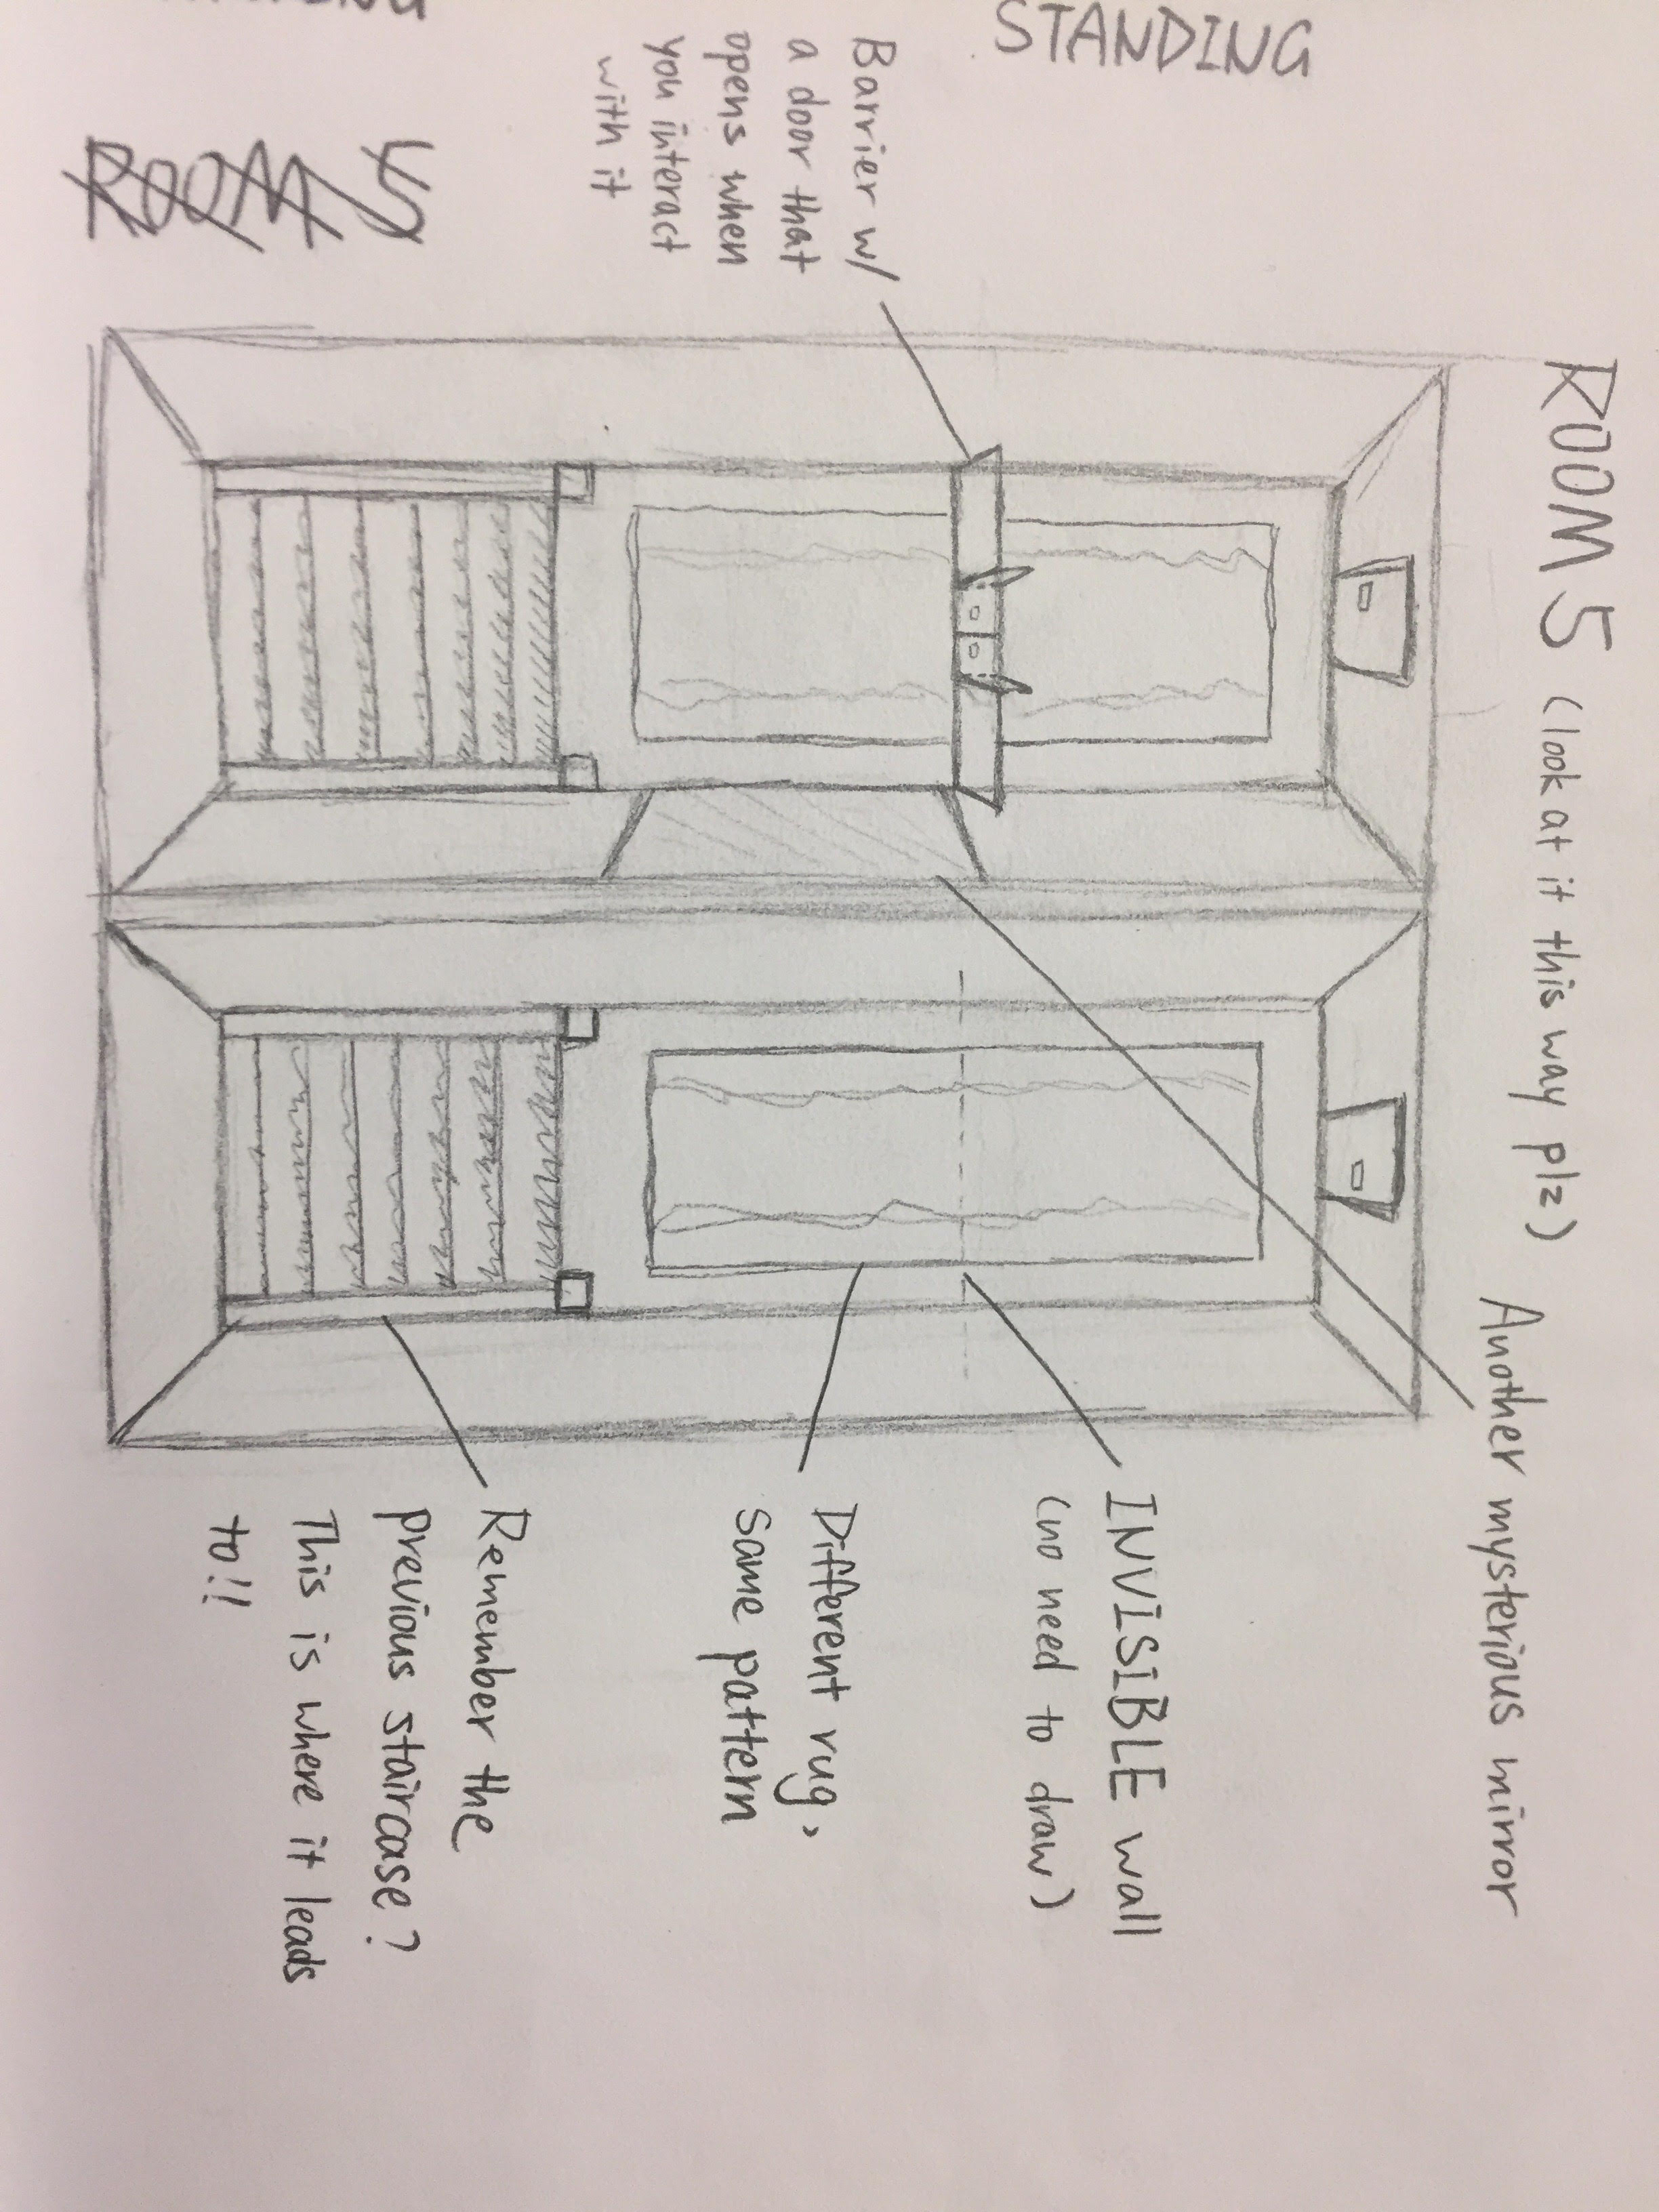 STANDING
ROOM 5
ROOM 5 (look at it this way plz)
Another mysterious mirror
Barrier w/
a door that
opens when
you interact
with it
INVISIBLE wall
(no need to draw)
Different rug,
same pattern
Remember the
previous staircase?
This is where it leads
to!!